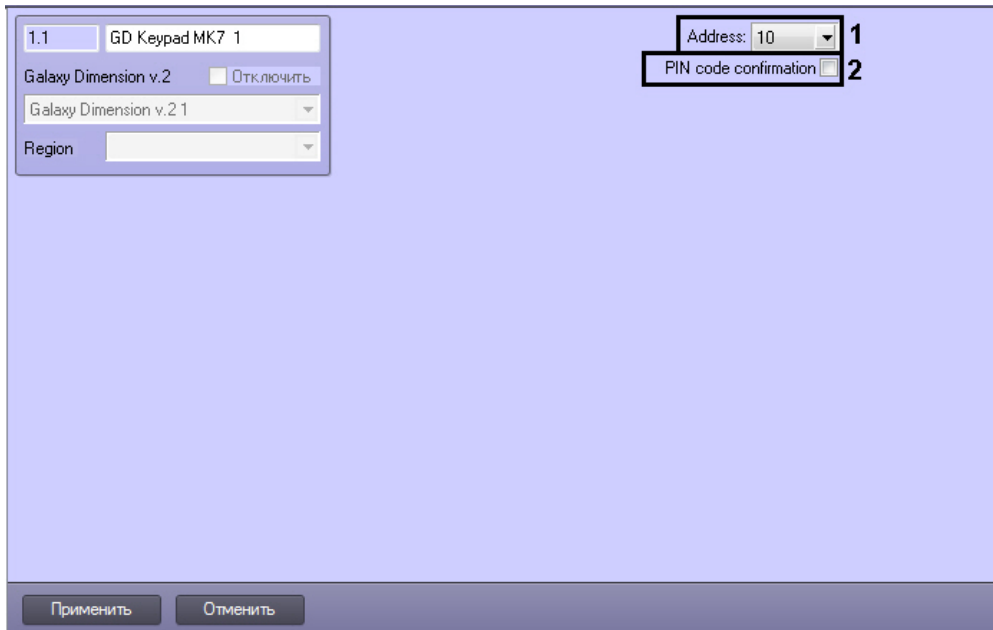 1.1 GD Keypad MK7 1
Galaxy Dimension v.2 Отключить
Galaxy Dimension v.2 1
Region
Address: 10 1
PIN code confirmation 2
Применить Отменить